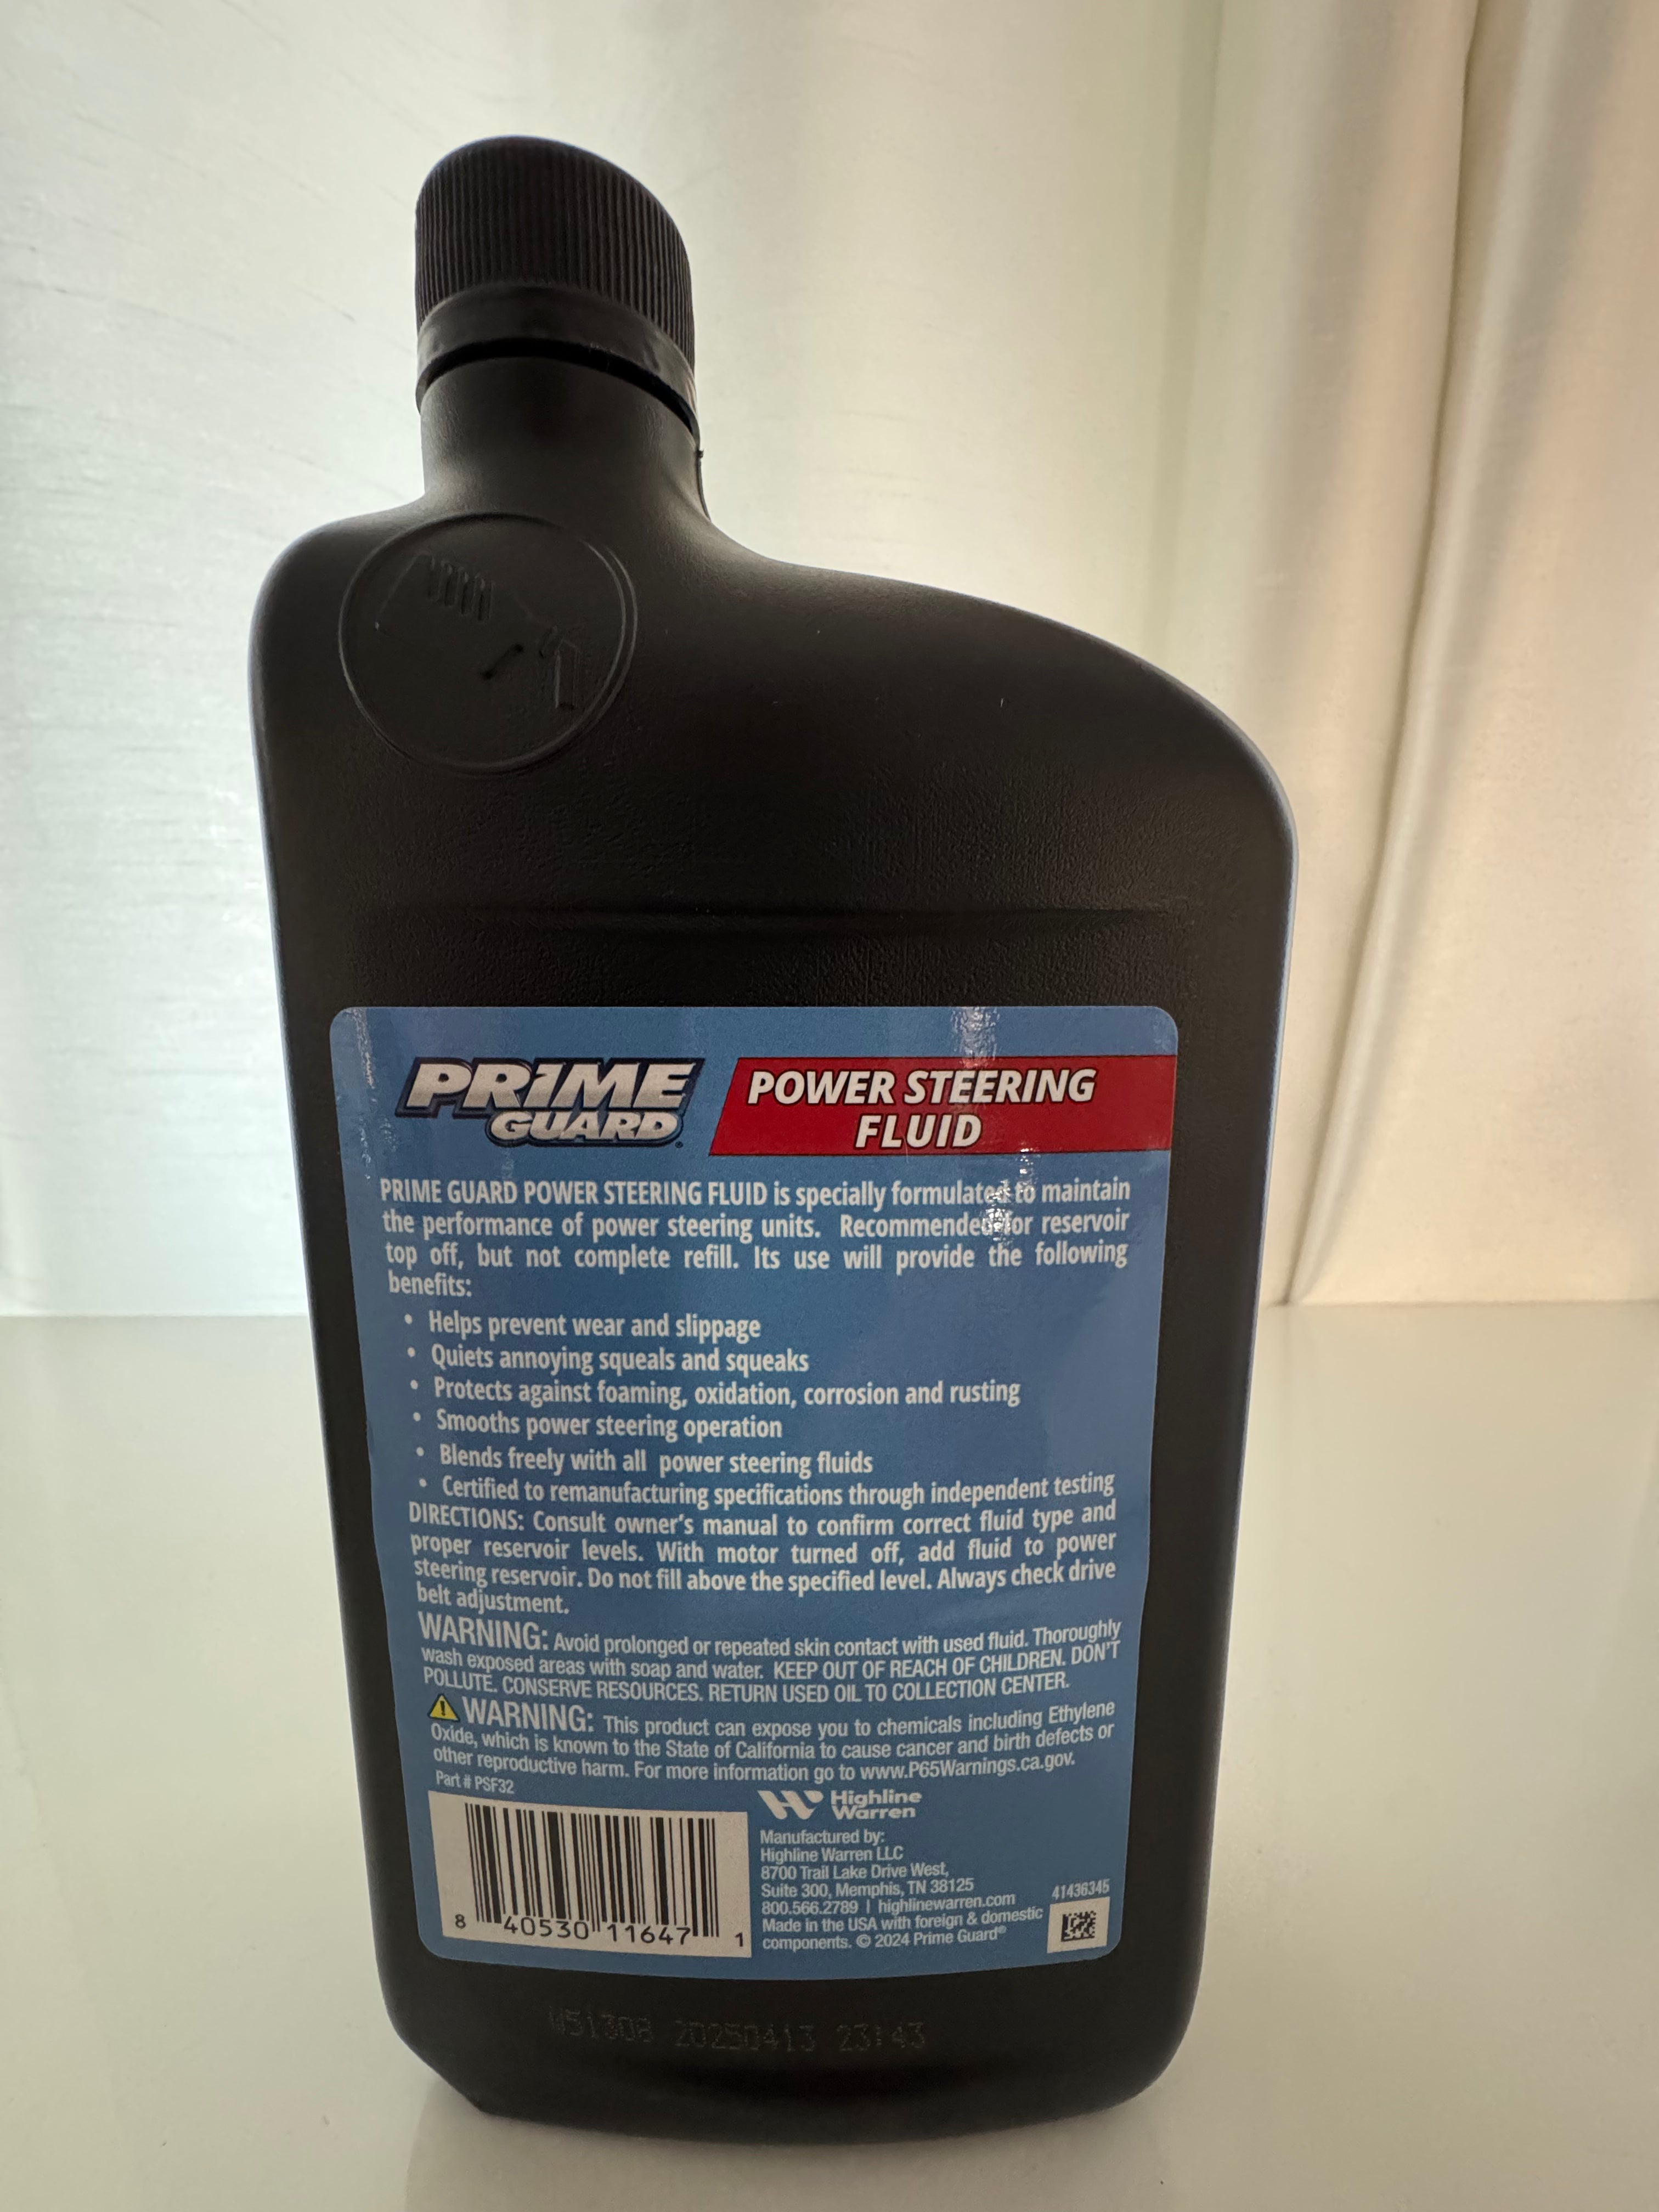 PRIME
GUARD®
POWER STEERING
FLUID
PRIME GUARD POWER STEERING FLUID is specially formulated to maintain
the performance of power steering units. Recommended for reservoir
top off, but not complete refill. Its use will provide the following
benefits:
• Helps prevent wear and slippage
• Quiets annoying squeals and squeaks
• Protects against foaming, oxidation, corrosion and rusting
• Smooths power steering operation
• Blends freely with all power steering fluids
• Certified to remanufacturing specifications through independent testing
DIRECTIONS: Consult owner's manual to confirm correct fluid type and
proper reservoir levels. With motor turned off, add fluid to power
steering reservoir. Do not fill above the specified level. Always check drive
belt adjustment.
WARNING: Avoid prolonged or repeated skin contact with used fluid. Thoroughly
wash exposed areas with soap and water. KEEP OUT OF REACH OF CHILDREN. DON'T
POLLUTE. CONSERVE RESOURCES. RETURN USED OIL TO COLLECTION CENTER.
⚠ WARNING: This product can expose you to chemicals including Ethylene
Oxide, which is known to the State of California to cause cancer and birth defects or
other reproductive harm. For more information go to www.P65Warnings.ca.gov.
Part # PSF32
8 40530 11647 1
Highline
Warren
Manufactured by:
Highline Warren LLC
8700 Trail Lake Drive West,
Suite 300, Memphis, TN 38125
800.566.2789 | highlinewarren.com
Made in the USA with foreign & domestic
components. © 2024 Prime Guard®
41436345
W51308 20250413 23:43